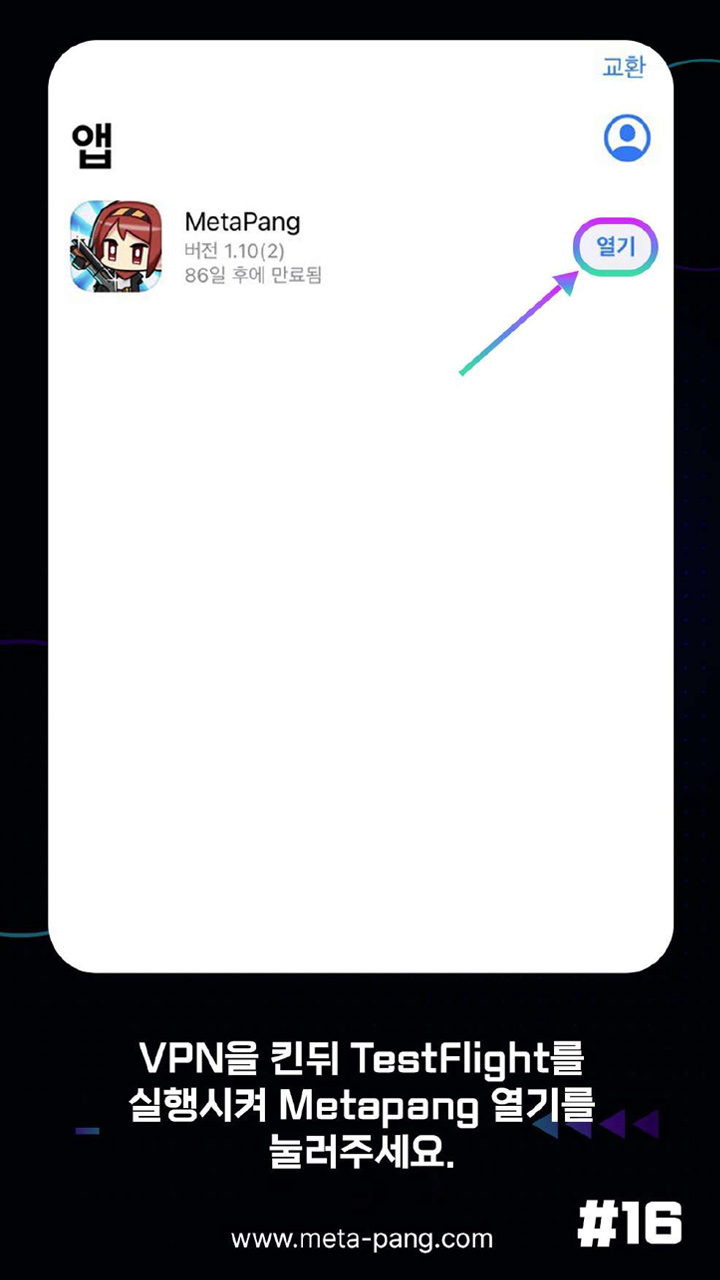 교환
앱
MetaPang
버전 1.10(2)
86일 후에 만료됨
열기
VPN을 킨뒤 TestFlight를
실행시켜 Metapang 열기를
눌러주세요.
#16
www.meta-pang.com